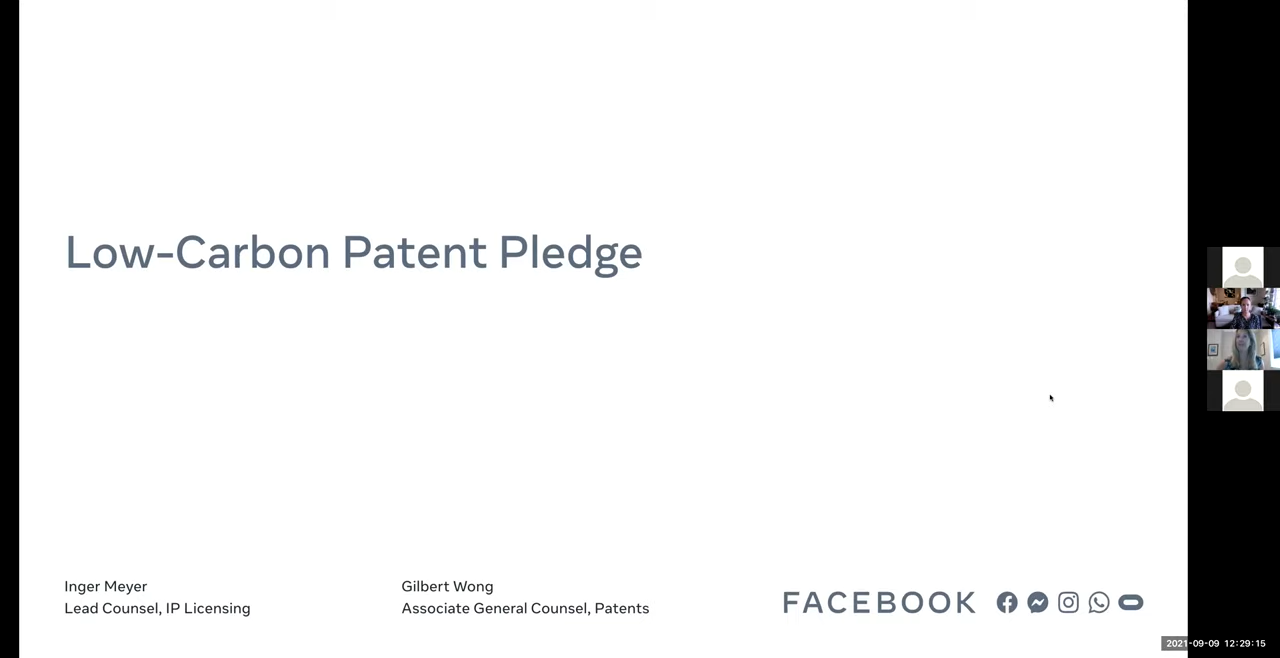 Low-Carbon Patent Pledge
Inger Meyer
Lead Counsel, IP Licensing
Gilbert Wong
Associate General Counsel, Patents
FACEBOOK
2021-09-09 12:29:15